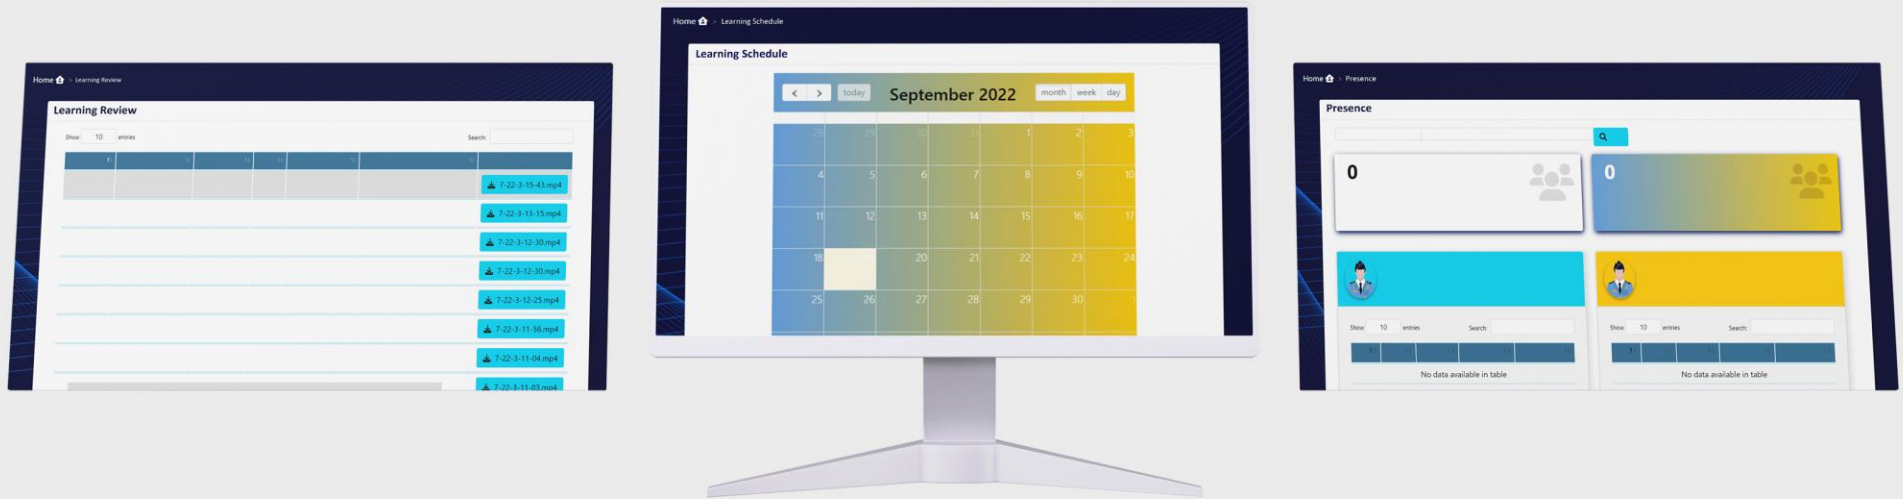 Home > Learning Review
Learning Review
Show 10 entries
Search:
7-22-3-15-43.mp4
7-22-3-13-15.mp4
7-22-3-12-30.mp4
7-22-3-12-30.mp4
7-22-3-12-25.mp4
7-22-3-11-56.mp4
7-22-3-11-04.mp4
7-22-3-11-03.mp4
Home > Learning Schedule
Learning Schedule
< > today September 2022 month week day
28 29 30 31 1 2 3
4 5 6 7 8 9 10
11 12 13 14 15 16 17
18 20 21 22 23 24
25 26 27 28 29 30
Home > Presence
Presence
0
0
Show 10 entries Search:
No data available in table
Show 10 entries Search:
No data available in table